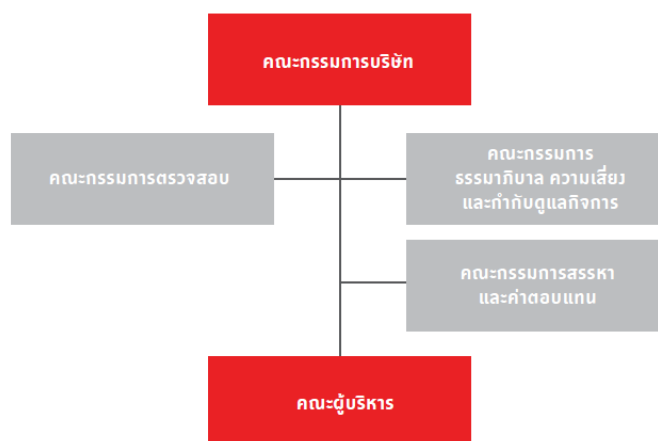 คณะกรรมการบริษัท
คณะกรรมการตรวจสอบ
คณะกรรมการ
ธรรมาภิบาล ความเสี่ยง
และกำกับดูแลกิจการ
คณะกรรมการสรรหา
และค่าตอบแทน
คณะผู้บริหาร